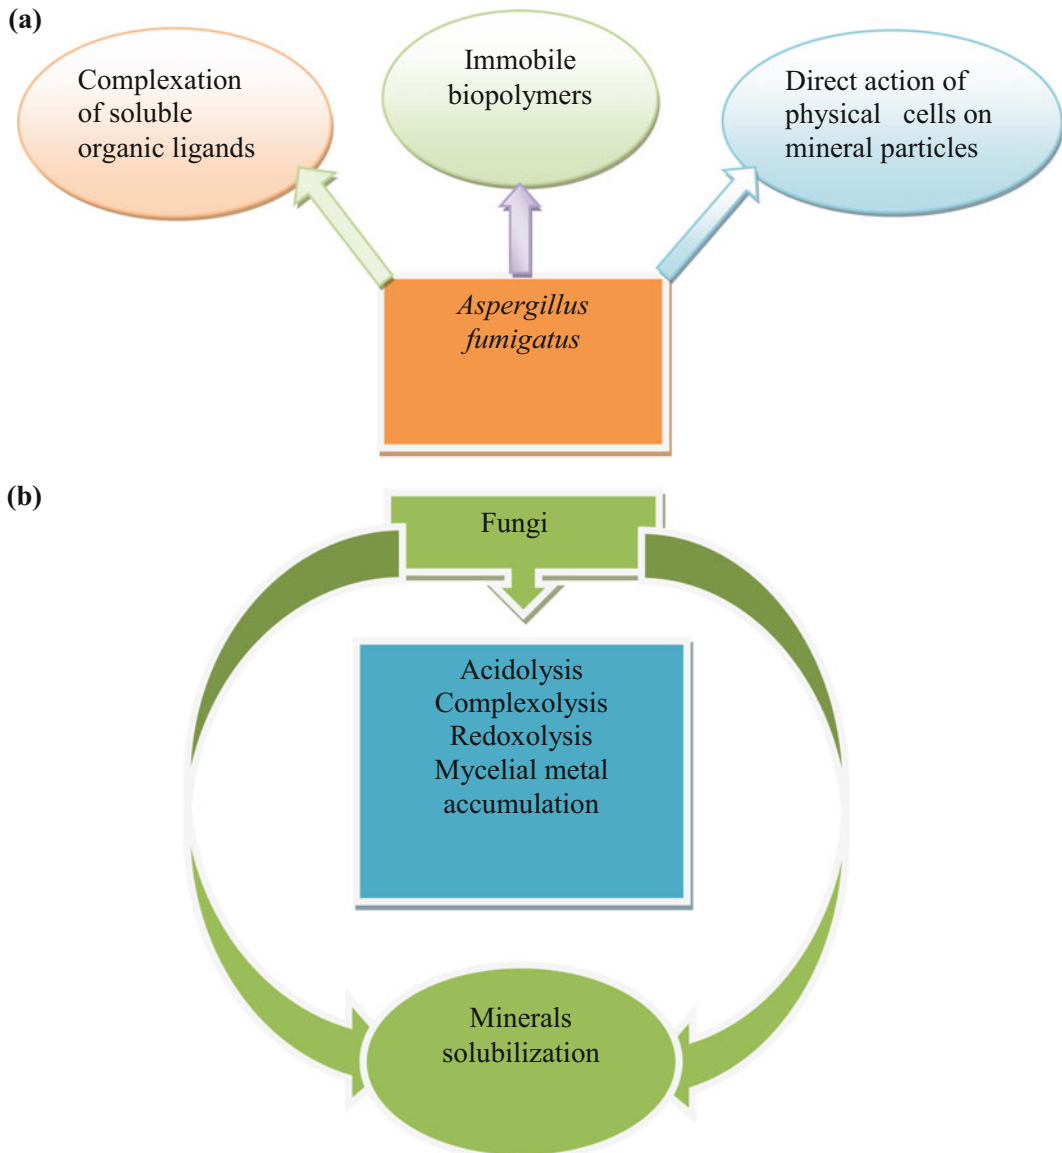 (a)
Complexation
of soluble
organic ligands
Immobile
biopolymers
Direct action of
physical cells on
mineral particles
Aspergillus
fumigatus
(b)
Fungi
Acidolysis
Complexolysis
Redoxolysis
Mycelial metal
accumulation
Minerals
solubilization